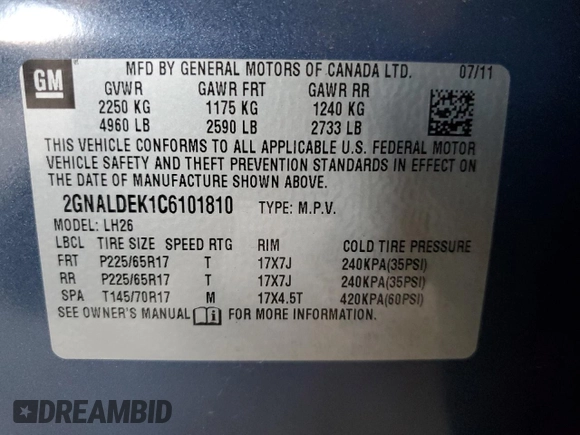 GM
MFD BY GENERAL MOTORS OF CANADA LTD. 07/11
GVWR GAWR FRT GAWR RR
2250 KG 1175 KG 1240 KG
4960 LB 2590 LB 2733 LB
THIS VEHICLE CONFORMS TO ALL APPLICABLE U.S. FEDERAL MOTOR
VEHICLE SAFETY AND THEFT PREVENTION STANDARDS IN EFFECT ON
THE DATE OF MANUFACTURE SHOWN ABOVE.
2GNALDEK1C6101810 TYPE: M.P.V.
MODEL: LH26
LBCL TIRE SIZE SPEED RTG RIM COLD TIRE PRESSURE
FRT P225/65R17 T 17X7J 240KPA(35PSI)
RR P225/65R17 T 17X7J 240KPA(35PSI)
SPA T145/70R17 M 17X4.5T 420KPA(60PSI)
SEE OWNER'S MANUAL FOR MORE INFORMATION.
DREAMBID